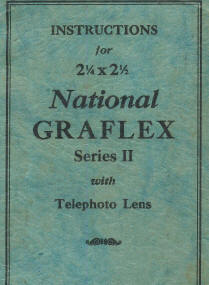 INSTRUCTIONS
for
2¼ x 2½
National
GRAFLEX
Series II
with
Telephoto Lens